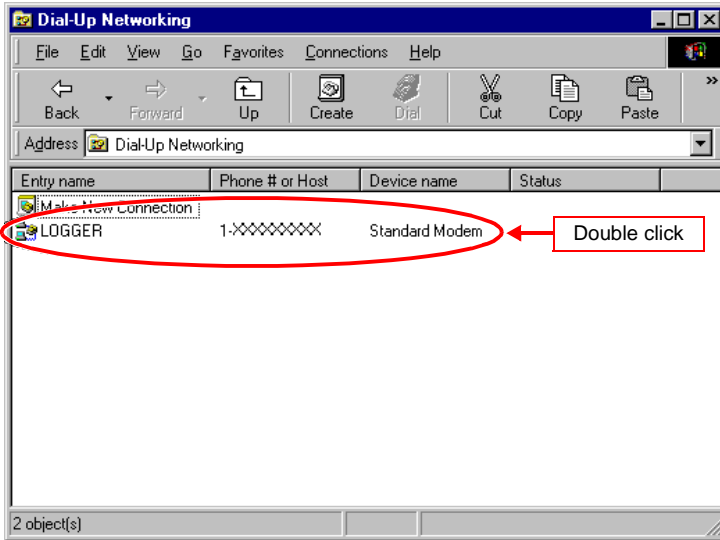 Dial-Up Networking
File Edit View Go Favorites Connections Help
Back Forward Up Create Dial Cut Copy Paste »
Address Dial-Up Networking
Entry name Phone # or Host Device name Status
Make New Connection
LOGGER 1-XXXXXXXXX Standard Modem Double click
2 object(s)